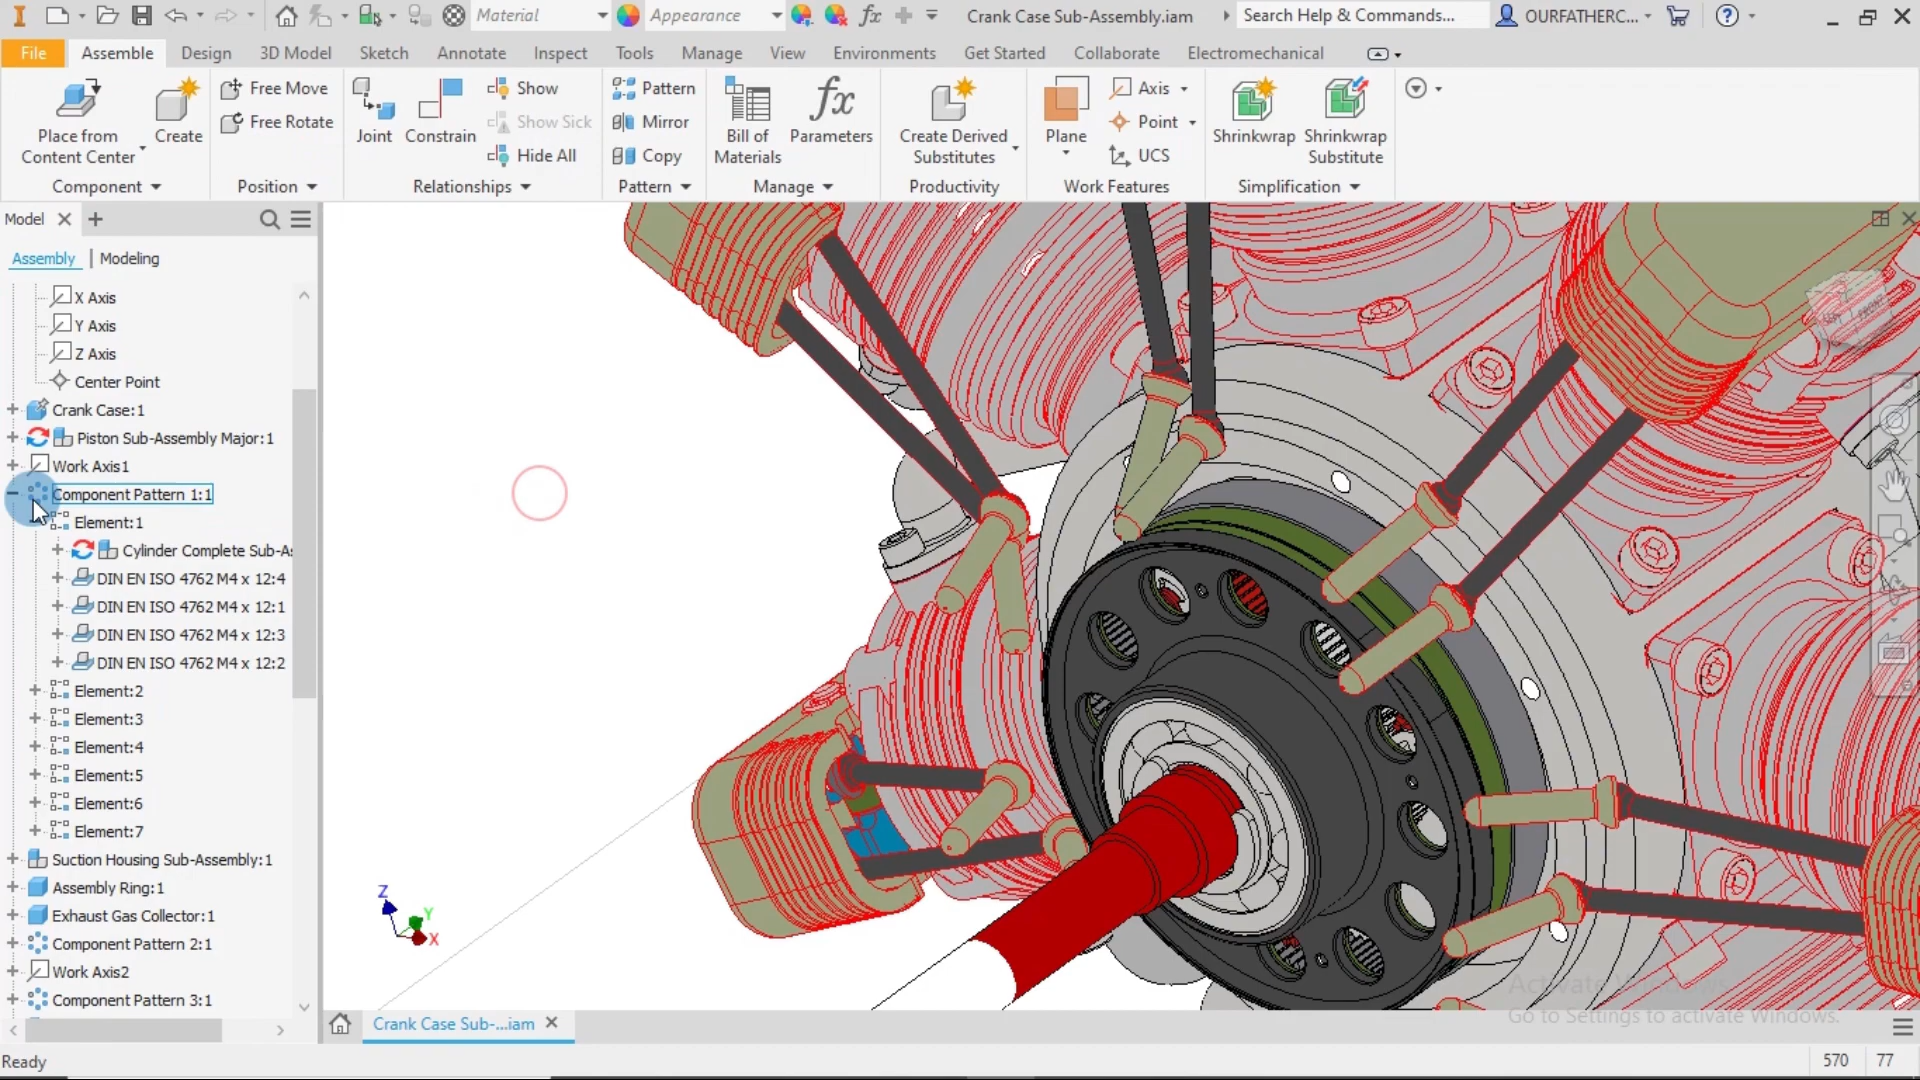 Material
Appearance
Crank Case Sub-Assembly.iam
Search Help & Commands...
OURFATHERC...
File
Assemble
Design
3D Model
Sketch
Annotate
Inspect
Tools
Manage
View
Environments
Get Started
Collaborate
Electromechanical
Place from
Content Center
Create
Free Move
Free Rotate
Joint
Constrain
Show
Show Sick
Hide All
Pattern
Mirror
Copy
Bill of
Materials
Parameters
Create Derived
Substitutes
Plane
Axis
Point
UCS
Shrinkwrap
Shrinkwrap
Substitute
Component
Position
Relationships
Pattern
Manage
Productivity
Work Features
Simplification
Model
Assembly
Modeling
X Axis
Y Axis
Z Axis
Center Point
Crank Case:1
Piston Sub-Assembly Major:1
Work Axis1
Component Pattern 1:1
Element:1
Cylinder Complete Sub-As
DIN EN ISO 4762 M4 x 12:4
DIN EN ISO 4762 M4 x 12:1
DIN EN ISO 4762 M4 x 12:3
DIN EN ISO 4762 M4 x 12:2
Element:2
Element:3
Element:4
Element:5
Element:6
Element:7
Suction Housing Sub-Assembly:1
Assembly Ring:1
Exhaust Gas Collector:1
Component Pattern 2:1
Work Axis2
Component Pattern 3:1
Z
Y
X
Activate Windows
Go to Settings to activate Windows.
Crank Case Sub-...iam
Ready
570
77